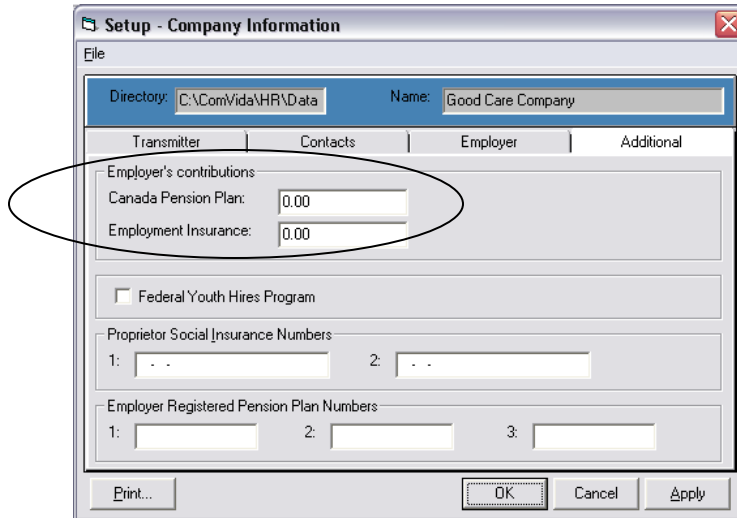 Setup - Company Information
File
Directory: C:\ComVida\HR\Data Name: Good Care Company
Transmitter Contacts Employer Additional
Employer's contributions
Canada Pension Plan: 0.00
Employment Insurance: 0.00
Federal Youth Hires Program
Proprietor Social Insurance Numbers
1: . . 2: . .
Employer Registered Pension Plan Numbers
1: 2: 3:
Print... OK Cancel Apply